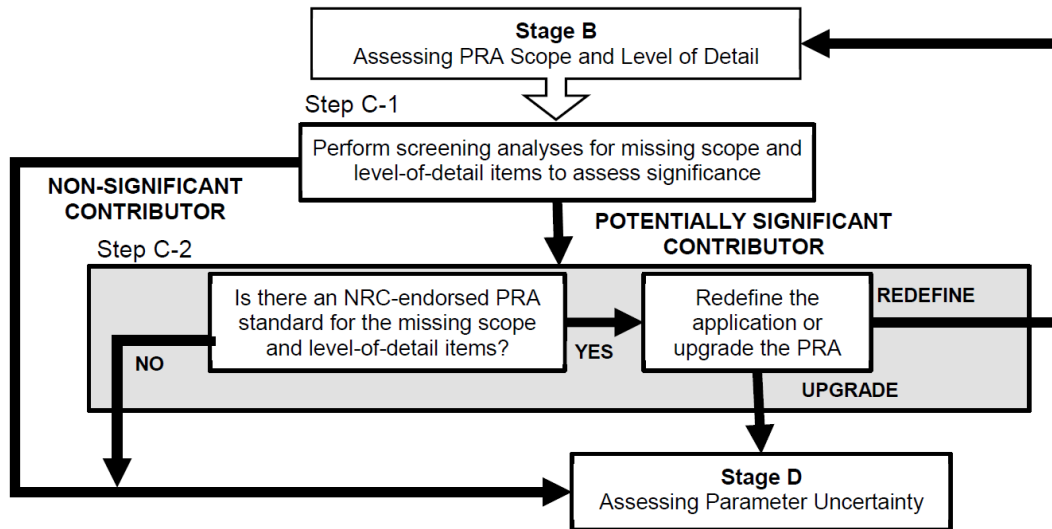 Stage B
Assessing PRA Scope and Level of Detail
Step C-1
Perform screening analyses for missing scope and
level-of-detail items to assess significance
NON-SIGNIFICANT
CONTRIBUTOR
POTENTIALLY SIGNIFICANT
CONTRIBUTOR
Step C-2
Is there an NRC-endorsed PRA
standard for the missing scope
and level-of-detail items?
Redefine the
application or
upgrade the PRA
REDEFINE
NO
YES
UPGRADE
Stage D
Assessing Parameter Uncertainty